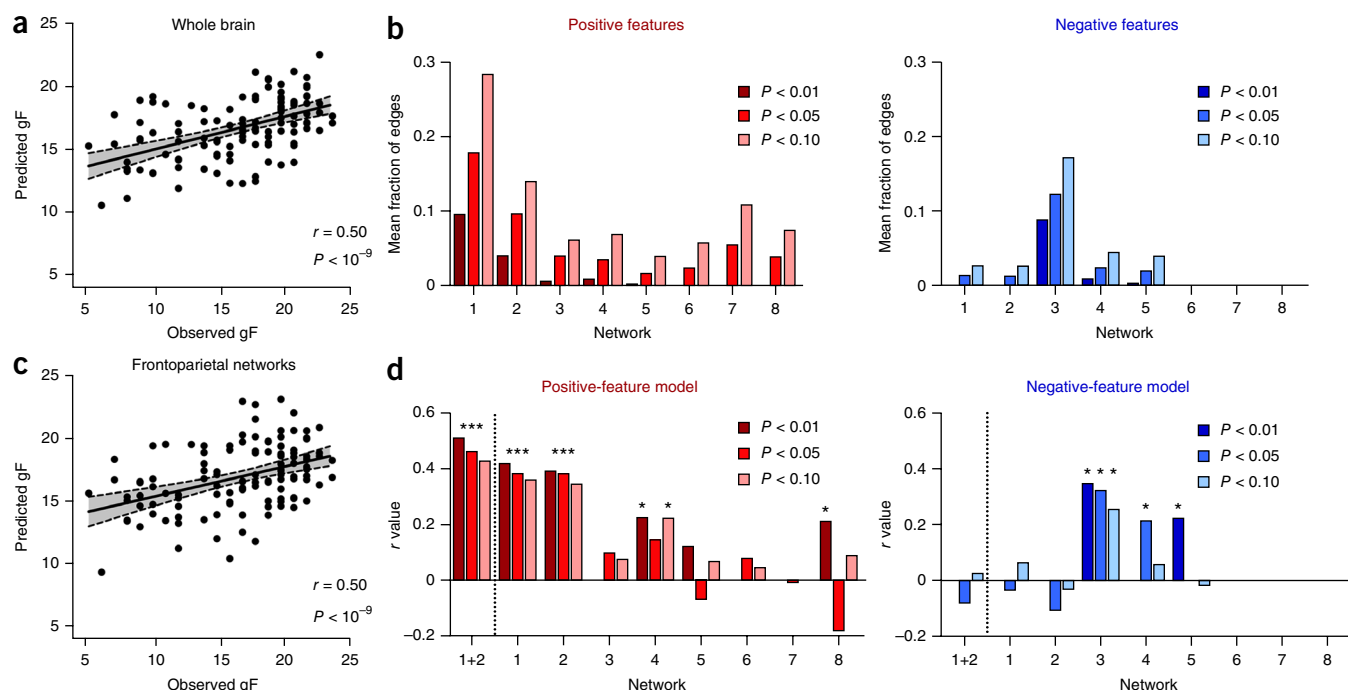 a
Whole brain
25
20
15
10
5
Predicted gF
r = 0.50
P < 10⁻⁹
5 10 15 20 25
Observed gF
b
Positive features
0.3
0.2
0.1
0
Mean fraction of edges
P < 0.01
P < 0.05
P < 0.10
1 2 3 4 5 6 7 8
Network
Negative features
0.3
0.2
0.1
0
Mean fraction of edges
P < 0.01
P < 0.05
P < 0.10
1 2 3 4 5 6 7 8
Network
c
Frontoparietal networks
25
20
15
10
5
Predicted gF
r = 0.50
P < 10⁻⁹
5 10 15 20 25
Observed gF
d
Positive-feature model
0.6
0.4
0.2
0
−0.2
r value
*** *** *** * * *
P < 0.01
P < 0.05
P < 0.10
1+2 1 2 3 4 5 6 7 8
Network
Negative-feature model
0.6
0.4
0.2
0
−0.2
r value
* * * * *
P < 0.01
P < 0.05
P < 0.10
1+2 1 2 3 4 5 6 7 8
Network